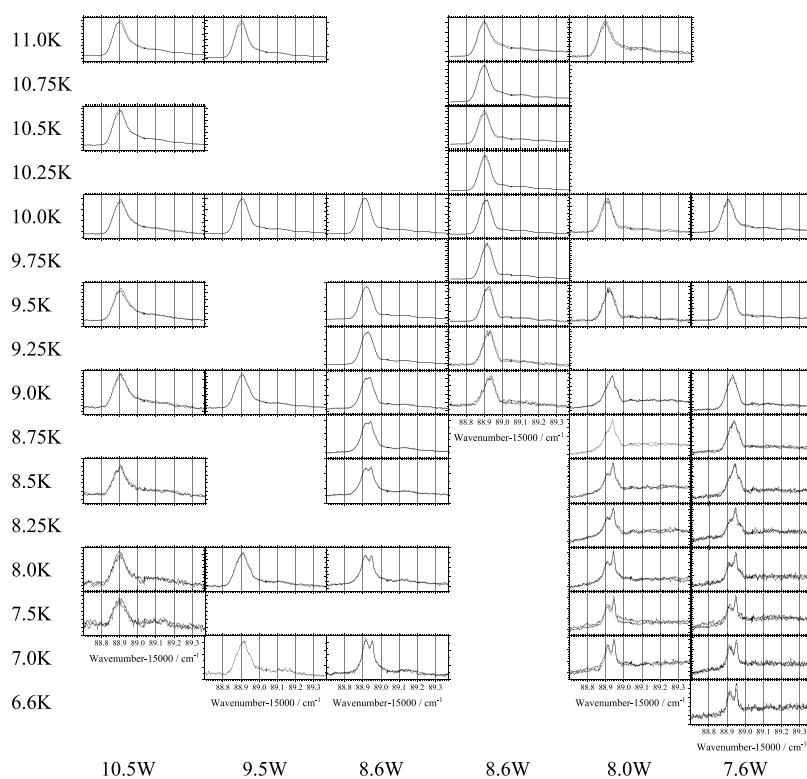 11.0K
10.75K
10.5K
10.25K
10.0K
9.75K
9.5K
9.25K
9.0K
88.8 88.9 89.0 89.1 89.2 89.3
Wavenumber-15000 / cm⁻¹
8.75K
8.5K
8.25K
8.0K
7.5K
88.8 88.9 89.0 89.1 89.2 89.3
Wavenumber-15000 / cm⁻¹
7.0K
88.8 88.9 89.0 89.1 89.2 89.3
Wavenumber-15000 / cm⁻¹
88.8 88.9 89.0 89.1 89.2 89.3
Wavenumber-15000 / cm⁻¹
88.8 88.9 89.0 89.1 89.2 89.3
Wavenumber-15000 / cm⁻¹
6.6K
88.8 88.9 89.0 89.1 89.2 89.3
Wavenumber-15000 / cm⁻¹
10.5W 9.5W 8.6W 8.6W 8.0W 7.6W